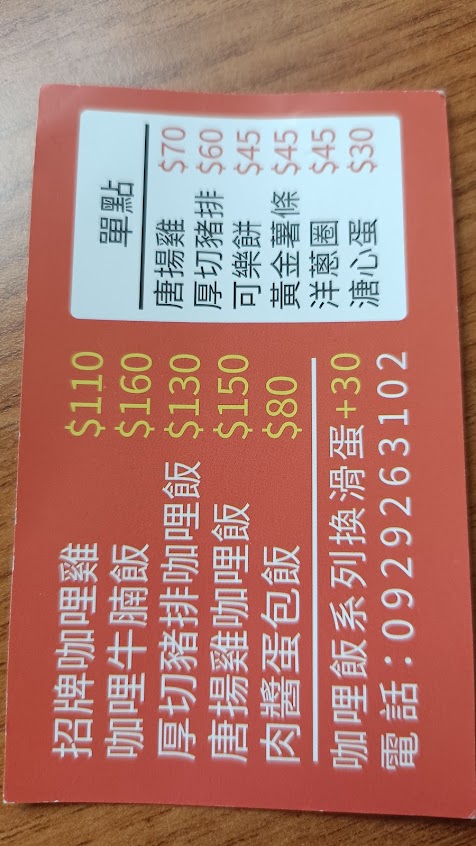 招牌咖哩雞 $110
咖哩牛腩飯 $160
厚切豬排咖哩飯 $130
唐揚雞咖哩飯 $150
肉醬蛋包飯 $80
咖哩飯系列換滑蛋+30
電話:0929263102
單點
唐揚雞 $70
厚切豬排 $60
可樂餅 $45
黃金薯條 $45
洋蔥圈 $45
溏心蛋 $30